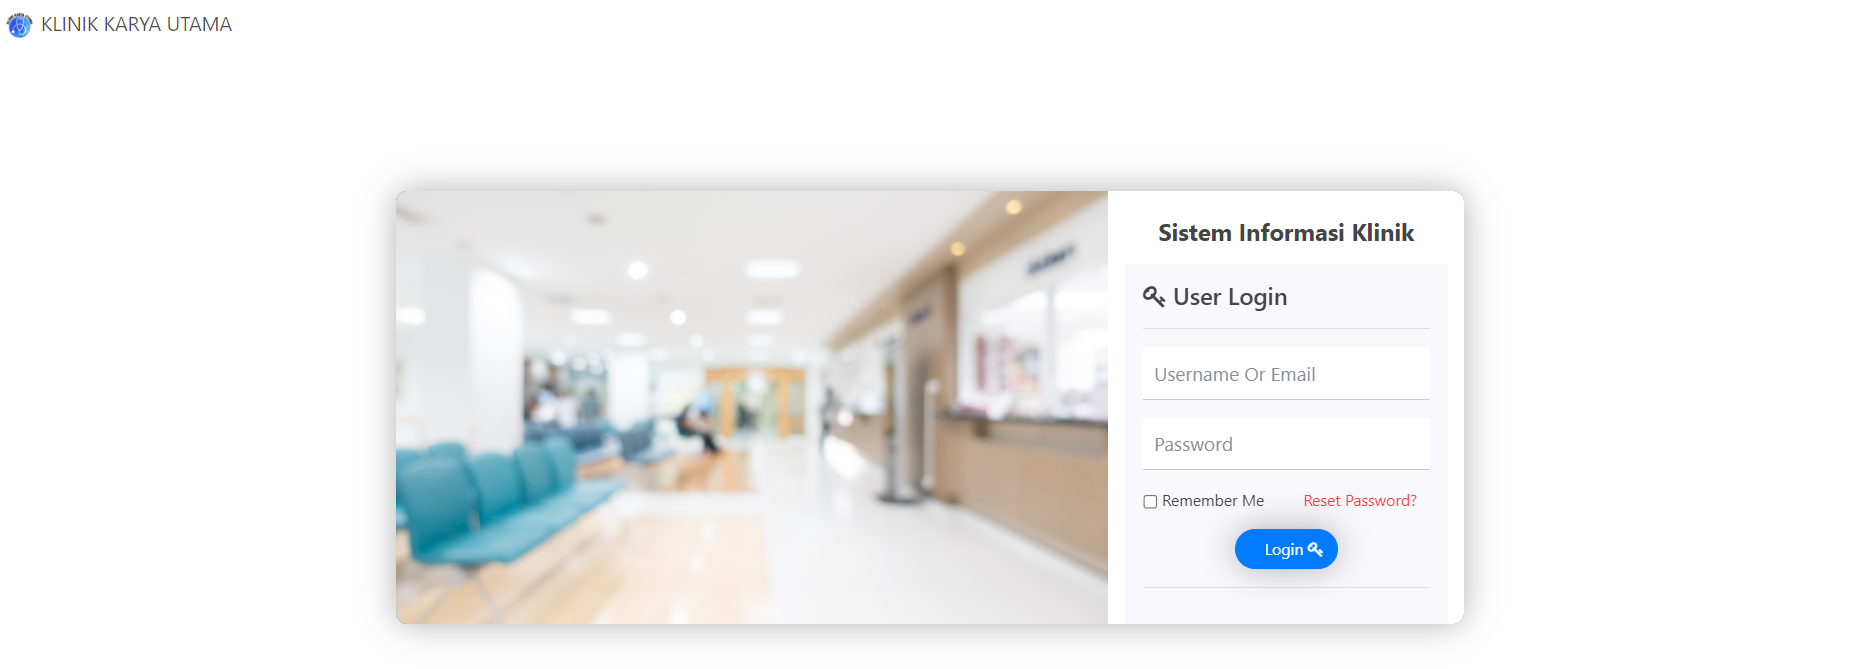 KLINIK KARYA UTAMA
Sistem Informasi Klinik
User Login
Username Or Email
Password
Remember Me
Reset Password?
Login